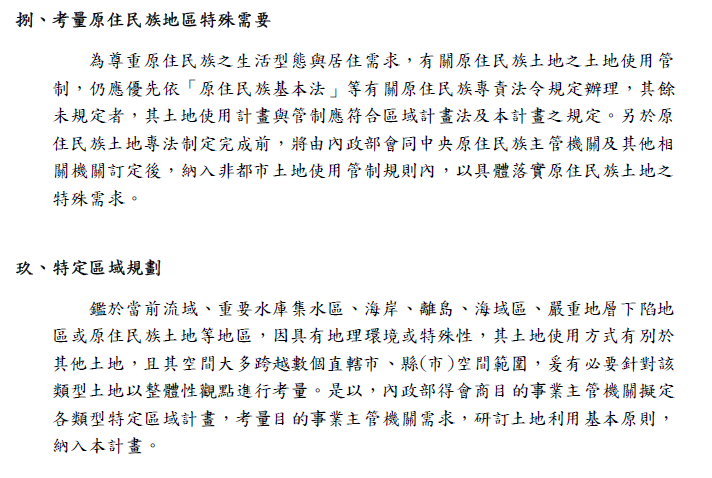 捌、考量原住民族地區特殊需要
為尊重原住民族之生活型態與居住需求，有關原住民族土地之土地使用管
制，仍應優先依「原住民族基本法」等有關原住民族專責法令規定辦理，其餘
未規定者，其土地使用計畫與管制應符合區域計畫法及本計畫之規定。另於原
住民族土地專法制定完成前，將由內政部會同中央原住民族主管機關及其他相
關機關訂定後，納入非都市土地使用管制規則內，以具體落實原住民族土地之
特殊需求。
玖、特定區域規劃
鑑於當前流域、重要水庫集水區、海岸、離島、海域區、嚴重地層下陷地
區或原住民族土地等地區，因具有地理環境或特殊性，其土地使用方式有別於
其他土地，且其空間大多跨越數個直轄市、縣(市)空間範圍，爰有必要針對該
類型土地以整體性觀點進行考量。是以，內政部得會商目的事業主管機關擬定
各類型特定區域計畫，考量目的事業主管機關需求，研訂土地利用基本原則，
納入本計畫。